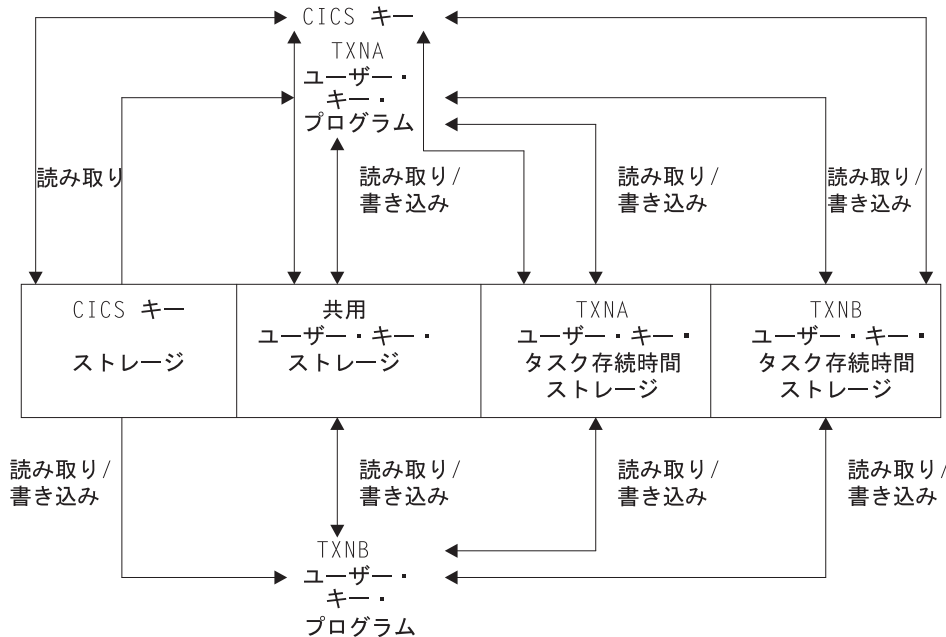 CICS キー
TXNA
ユーザー・
キー・
プログラム
読み取り
読み取り/
書き込み
読み取り/
書き込み
読み取り/
書き込み
CICS キー
ストレージ
共用
ユーザー・キー・
ストレージ
TXNA
ユーザー・キー・
タスク存続時間
ストレージ
TXNB
ユーザー・キー・
タスク存続時間
ストレージ
読み取り/
書き込み
読み取り/
書き込み
読み取り/
書き込み
読み取り/
書き込み
TXNB
ユーザー・
キー・
プログラム